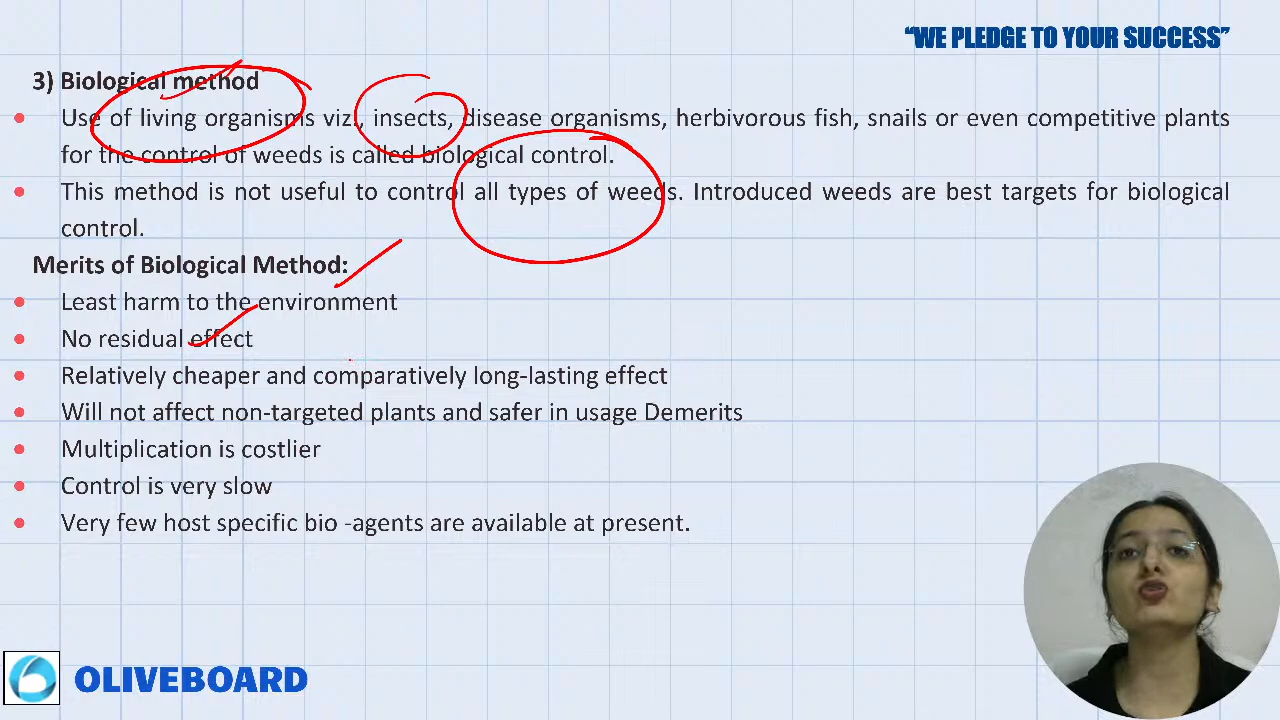 “WE PLEDGE TO YOUR SUCCESS”
3) Biological method
Use of living organisms viz., insects, disease organisms, herbivorous fish, snails or even competitive plants
for the control of weeds is called biological control.
This method is not useful to control all types of weeds. Introduced weeds are best targets for biological
control.
Merits of Biological Method:
Least harm to the environment
No residual effect
Relatively cheaper and comparatively long-lasting effect
Will not affect non-targeted plants and safer in usage Demerits
Multiplication is costlier
Control is very slow
Very few host specific bio -agents are available at present.
OLIVEBOARD